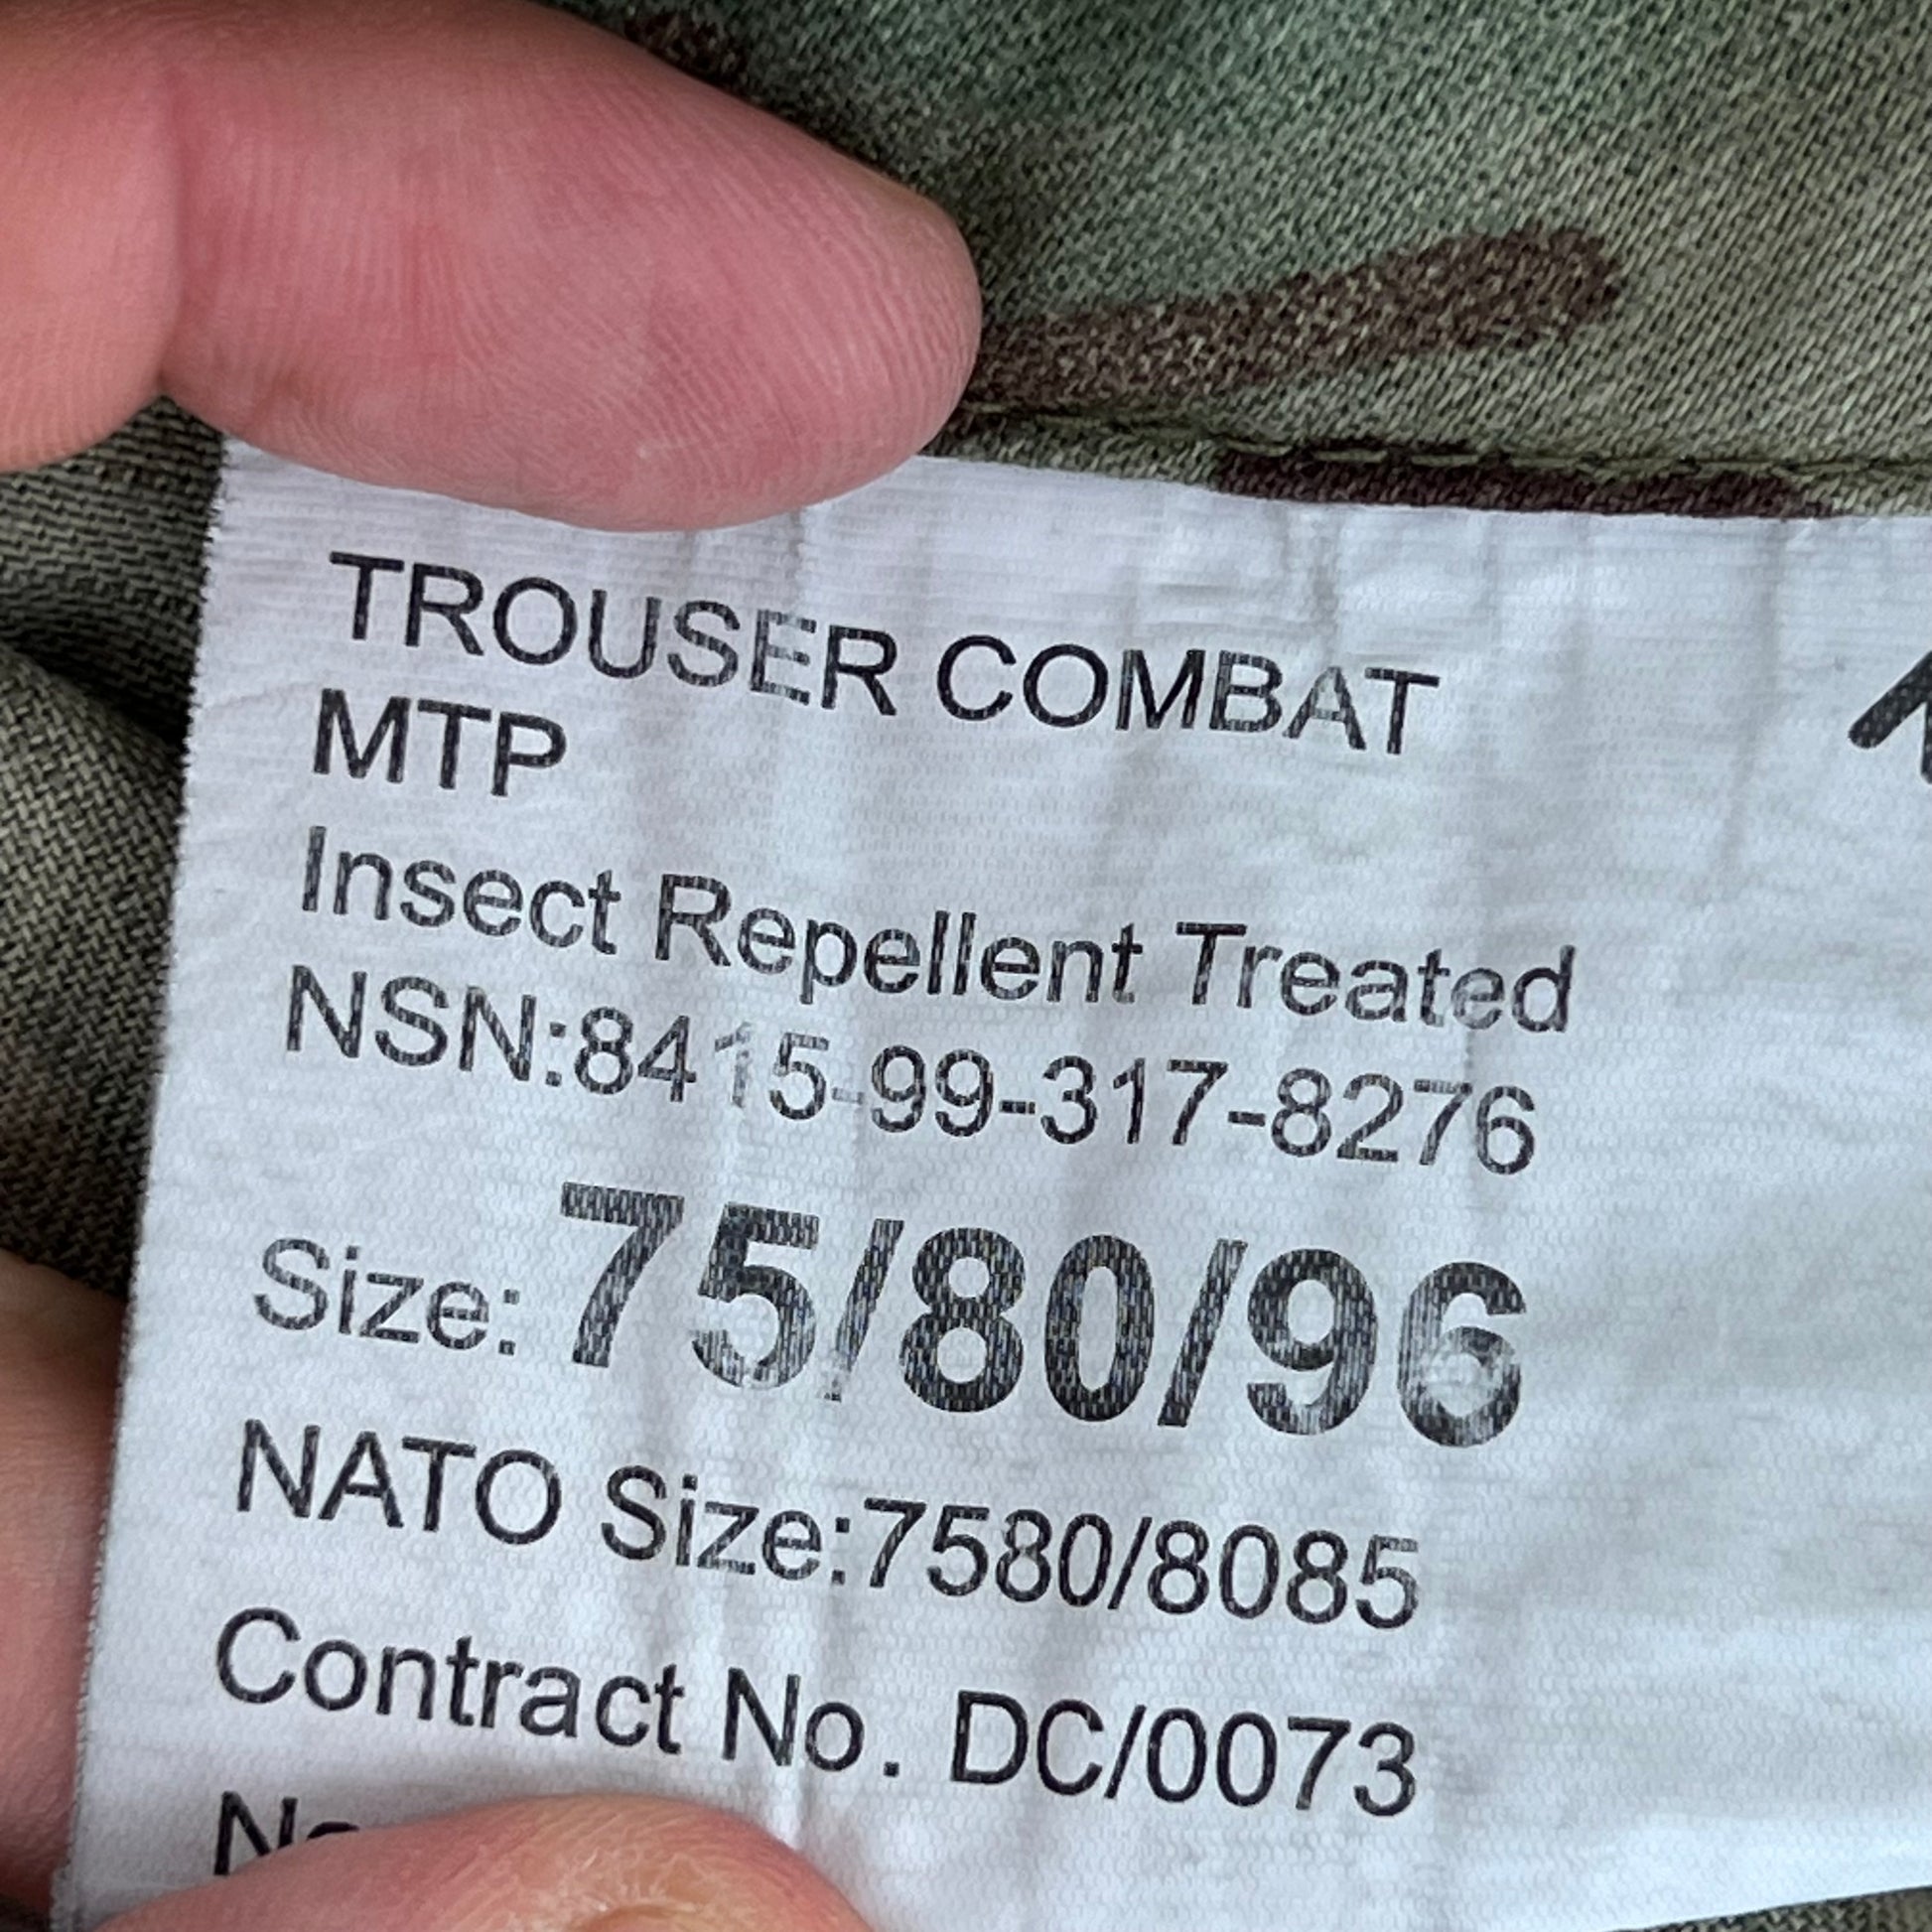 TROUSER COMBAT
MTP
Insect Repellent Treated
NSN:8415-99-317-8276
Size: 75/80/96
NATO Size:7580/8085
Contract No. DC/0073